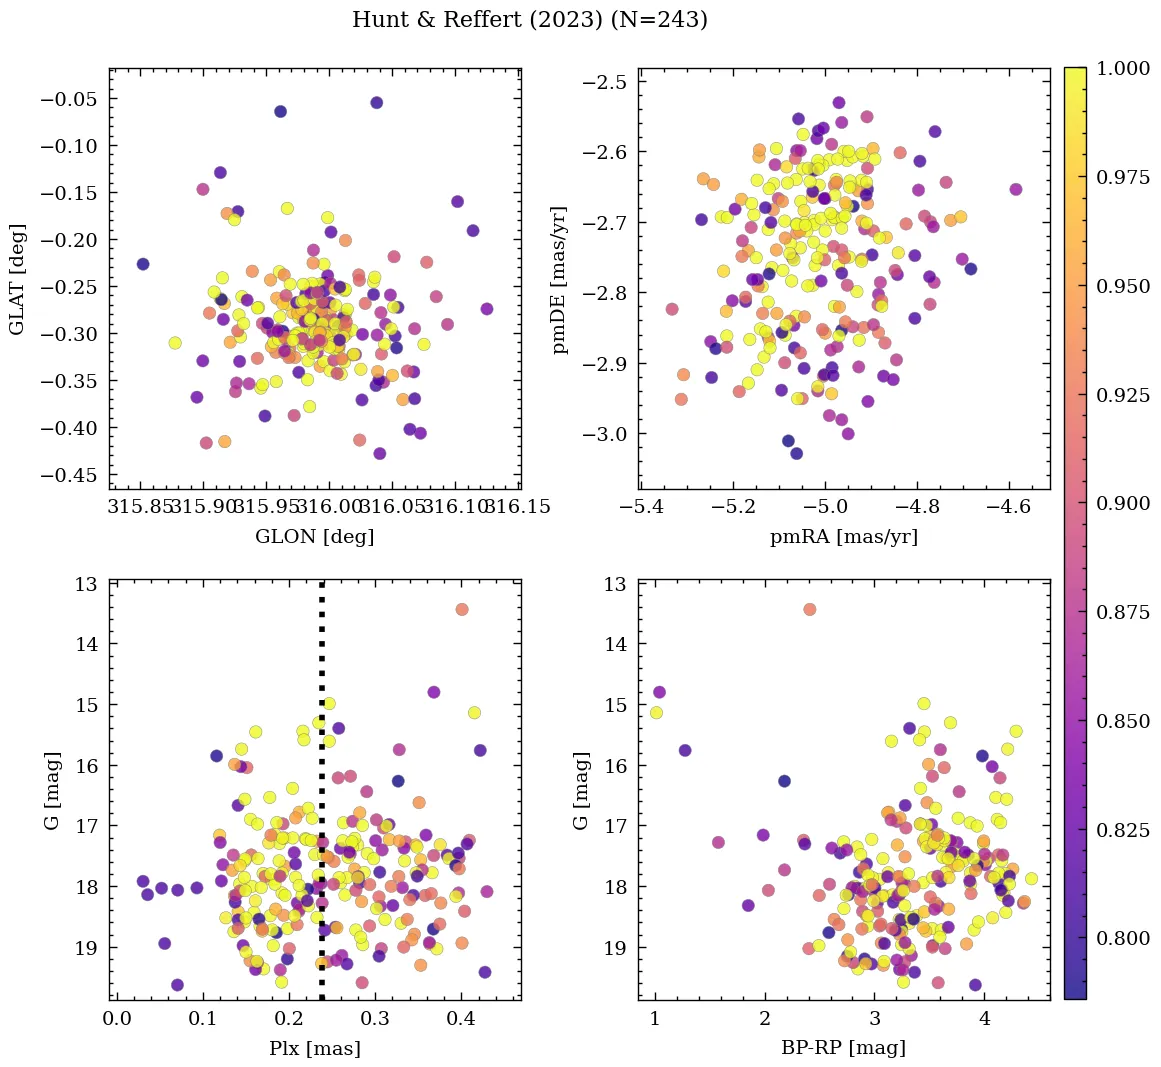 Hunt & Reffert (2023) (N=243)
−0.05
−0.10
−0.15
−0.20
−0.25
−0.30
−0.35
−0.40
−0.45
GLAT [deg]
315.85 315.90 315.95 316.00 316.05 316.10 316.15
GLON [deg]
−2.5
−2.6
−2.7
−2.8
−2.9
−3.0
pmDE [mas/yr]
−5.4 −5.2 −5.0 −4.8 −4.6
pmRA [mas/yr]
13
14
15
16
17
18
19
G [mag]
0.0 0.1 0.2 0.3 0.4
Plx [mas]
13
14
15
16
17
18
19
G [mag]
1 2 3 4
BP-RP [mag]
1.000
0.975
0.950
0.925
0.900
0.875
0.850
0.825
0.800